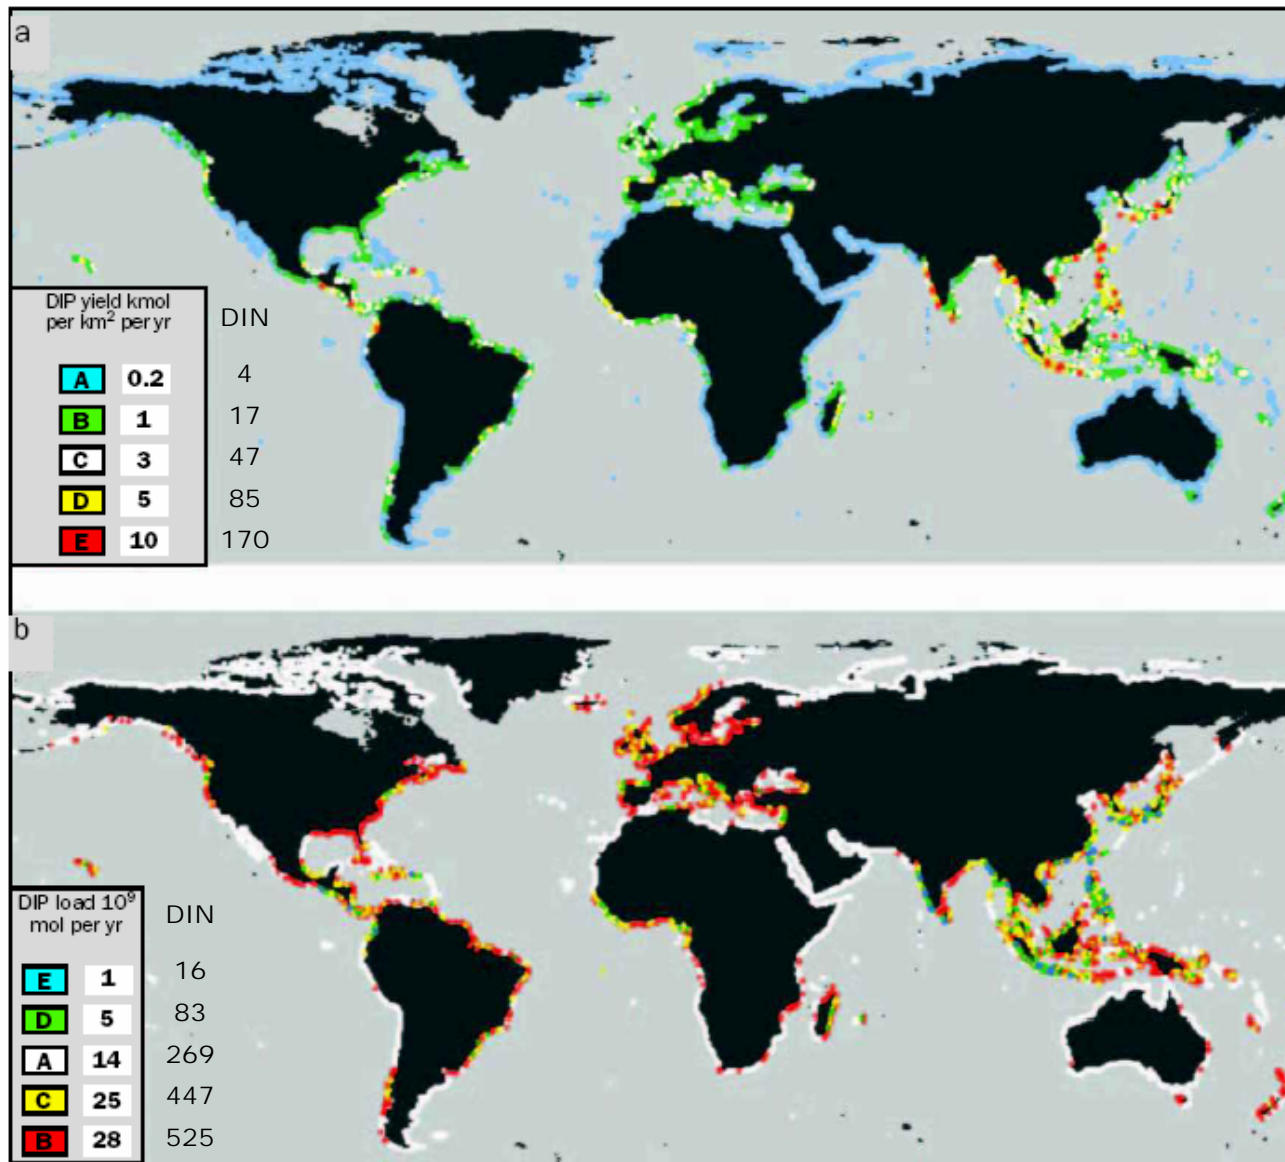 a
DIP yield kmol
per km² per yr
DIN
A 0.2 4
B 1 17
C 3 47
D 5 85
E 10 170
b
DIP load 10⁹
mol per yr
DIN
E 1 16
D 5 83
A 14 269
C 25 447
B 28 525